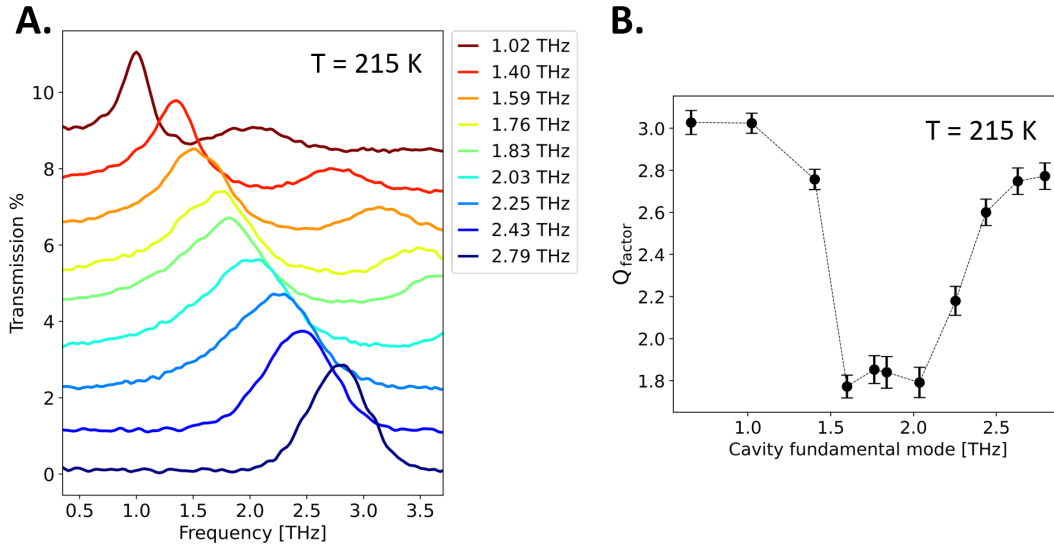 A.
T = 215 K
1.02 THz
1.40 THz
1.59 THz
1.76 THz
1.83 THz
2.03 THz
2.25 THz
2.43 THz
2.79 THz
Transmission %
10
8
6
4
2
0
0.5 1.0 1.5 2.0 2.5 3.0 3.5
Frequency [THz]
B.
T = 215 K
Qfactor
3.0
2.8
2.6
2.4
2.2
2.0
1.8
1.0 1.5 2.0 2.5
Cavity fundamental mode [THz]